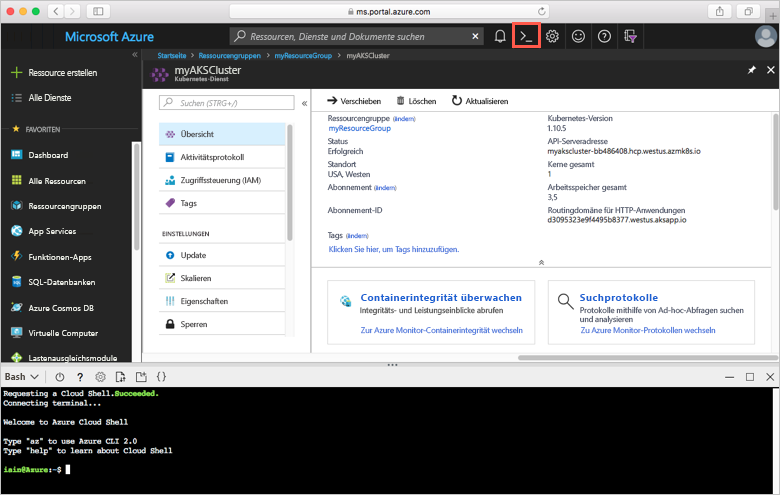 ms.portal.azure.com
Microsoft Azure
Ressourcen, Dienste und Dokumente suchen
Startseite > Ressourcengruppen > myResourceGroup > myAKSCluster
Ressource erstellen
Alle Dienste
FAVORITEN
Dashboard
Alle Ressourcen
Ressourcengruppen
App Services
Funktionen-Apps
SQL-Datenbanken
Azure Cosmos DB
Virtuelle Computer
Lastenausgleichsmodule
myAKSCluster
Kubernetes-Dienst
Suchen (STRG+/)
Übersicht
Aktivitätsprotokoll
Zugriffssteuerung (IAM)
Tags
EINSTELLUNGEN
Update
Skalieren
Eigenschaften
Sperren
Verschieben Löschen Aktualisieren
Ressourcengruppe (ändern)
myResourceGroup
Status
Erfolgreich
Standort
USA, Westen
Abonnement (ändern)
Abonnement-ID
Tags (ändern)
Klicken Sie hier, um Tags hinzuzufügen.
Kubernetes-Version
1.10.5
API-Serveradresse
myakscluster-bb486408.hcp.westus.azmk8s.io
Kerne gesamt
1
Arbeitsspeicher gesamt
3,5
Routingdomäne für HTTP-Anwendungen
d3095323e9f4495b8377.westus.aksapp.io
Containerintegrität überwachen
Integritäts- und Leistungseinblicke abrufen
Zur Azure Monitor-Containerintegrität wechseln
Suchprotokolle
Protokolle mithilfe von Ad-hoc-Abfragen suchen
und analysieren
Zu Azure Monitor-Protokollen wechseln
Bash
Requesting a Cloud Shell.Succeeded.
Connecting terminal...
Welcome to Azure Cloud Shell
Type "az" to use Azure CLI 2.0
Type "help" to learn about Cloud Shell
iain@Azure:~$